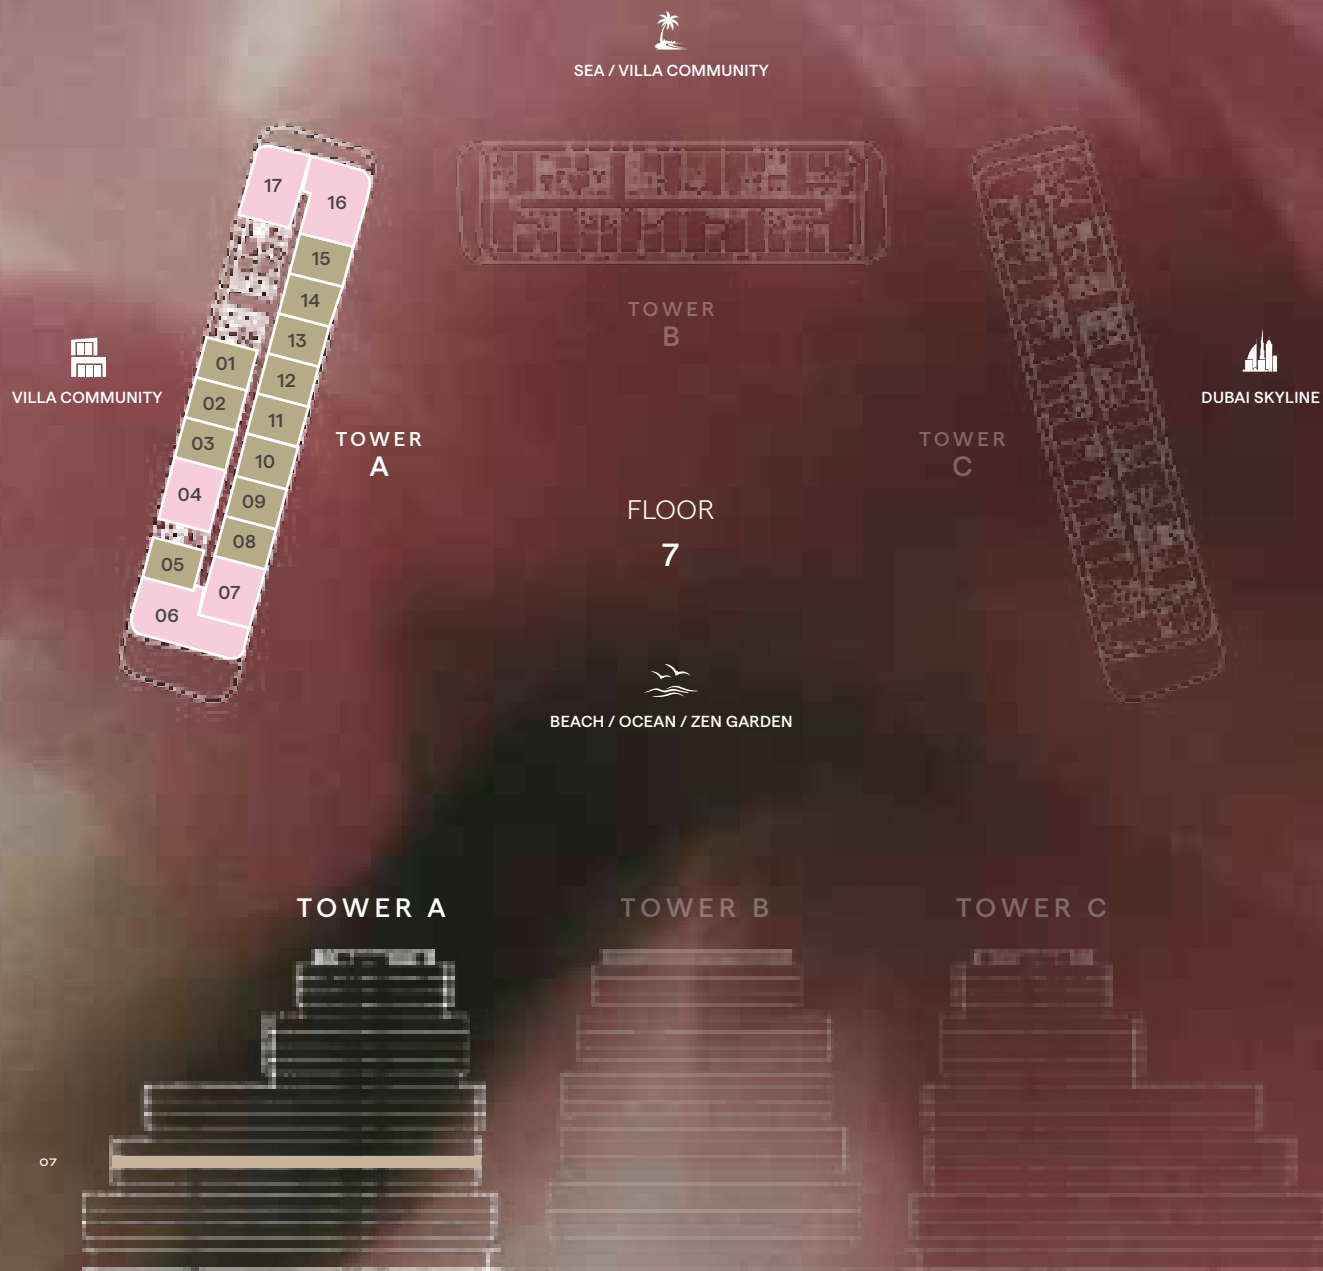 SEA / VILLA COMMUNITY
17
16
15
14
13
12
11
10
09
08
07
01
02
03
04
05
06
VILLA COMMUNITY
TOWER
A
TOWER
B
TOWER
C
DUBAI SKYLINE
FLOOR
7
BEACH / OCEAN / ZEN GARDEN
TOWER A
TOWER B
TOWER C
07